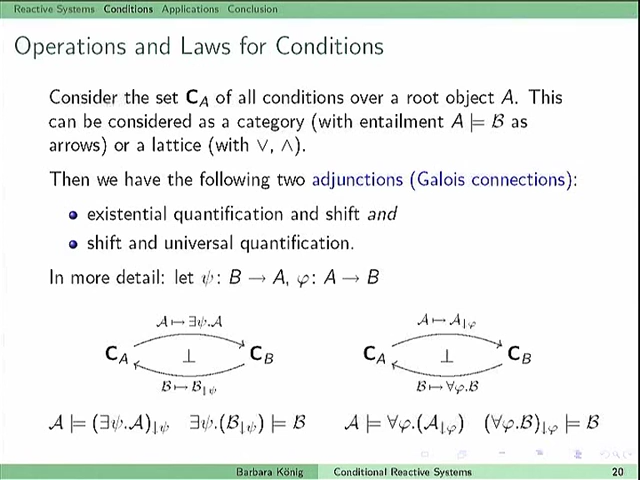 Reactive Systems Conditions Applications Conclusion
Operations and Laws for Conditions
Consider the set C_A of all conditions over a root object A. This
can be considered as a category (with entailment A ⊨ B as
arrows) or a lattice (with ∨, ∧).
Then we have the following two adjunctions (Galois connections):
existential quantification and shift and
shift and universal quantification.
In more detail: let ψ: B → A, φ: A → B
A ↦ ∃ψ.A A ↦ A↓φ
C_A ⊥ C_B C_A ⊥ C_B
B ↦ B↓ψ B ↦ ∀φ.B
A ⊨ (∃ψ.A)↓ψ ∃ψ.(B↓ψ) ⊨ B A ⊨ ∀φ.(A↓φ) (∀φ.B)↓φ ⊨ B
Barbara König Conditional Reactive Systems 20